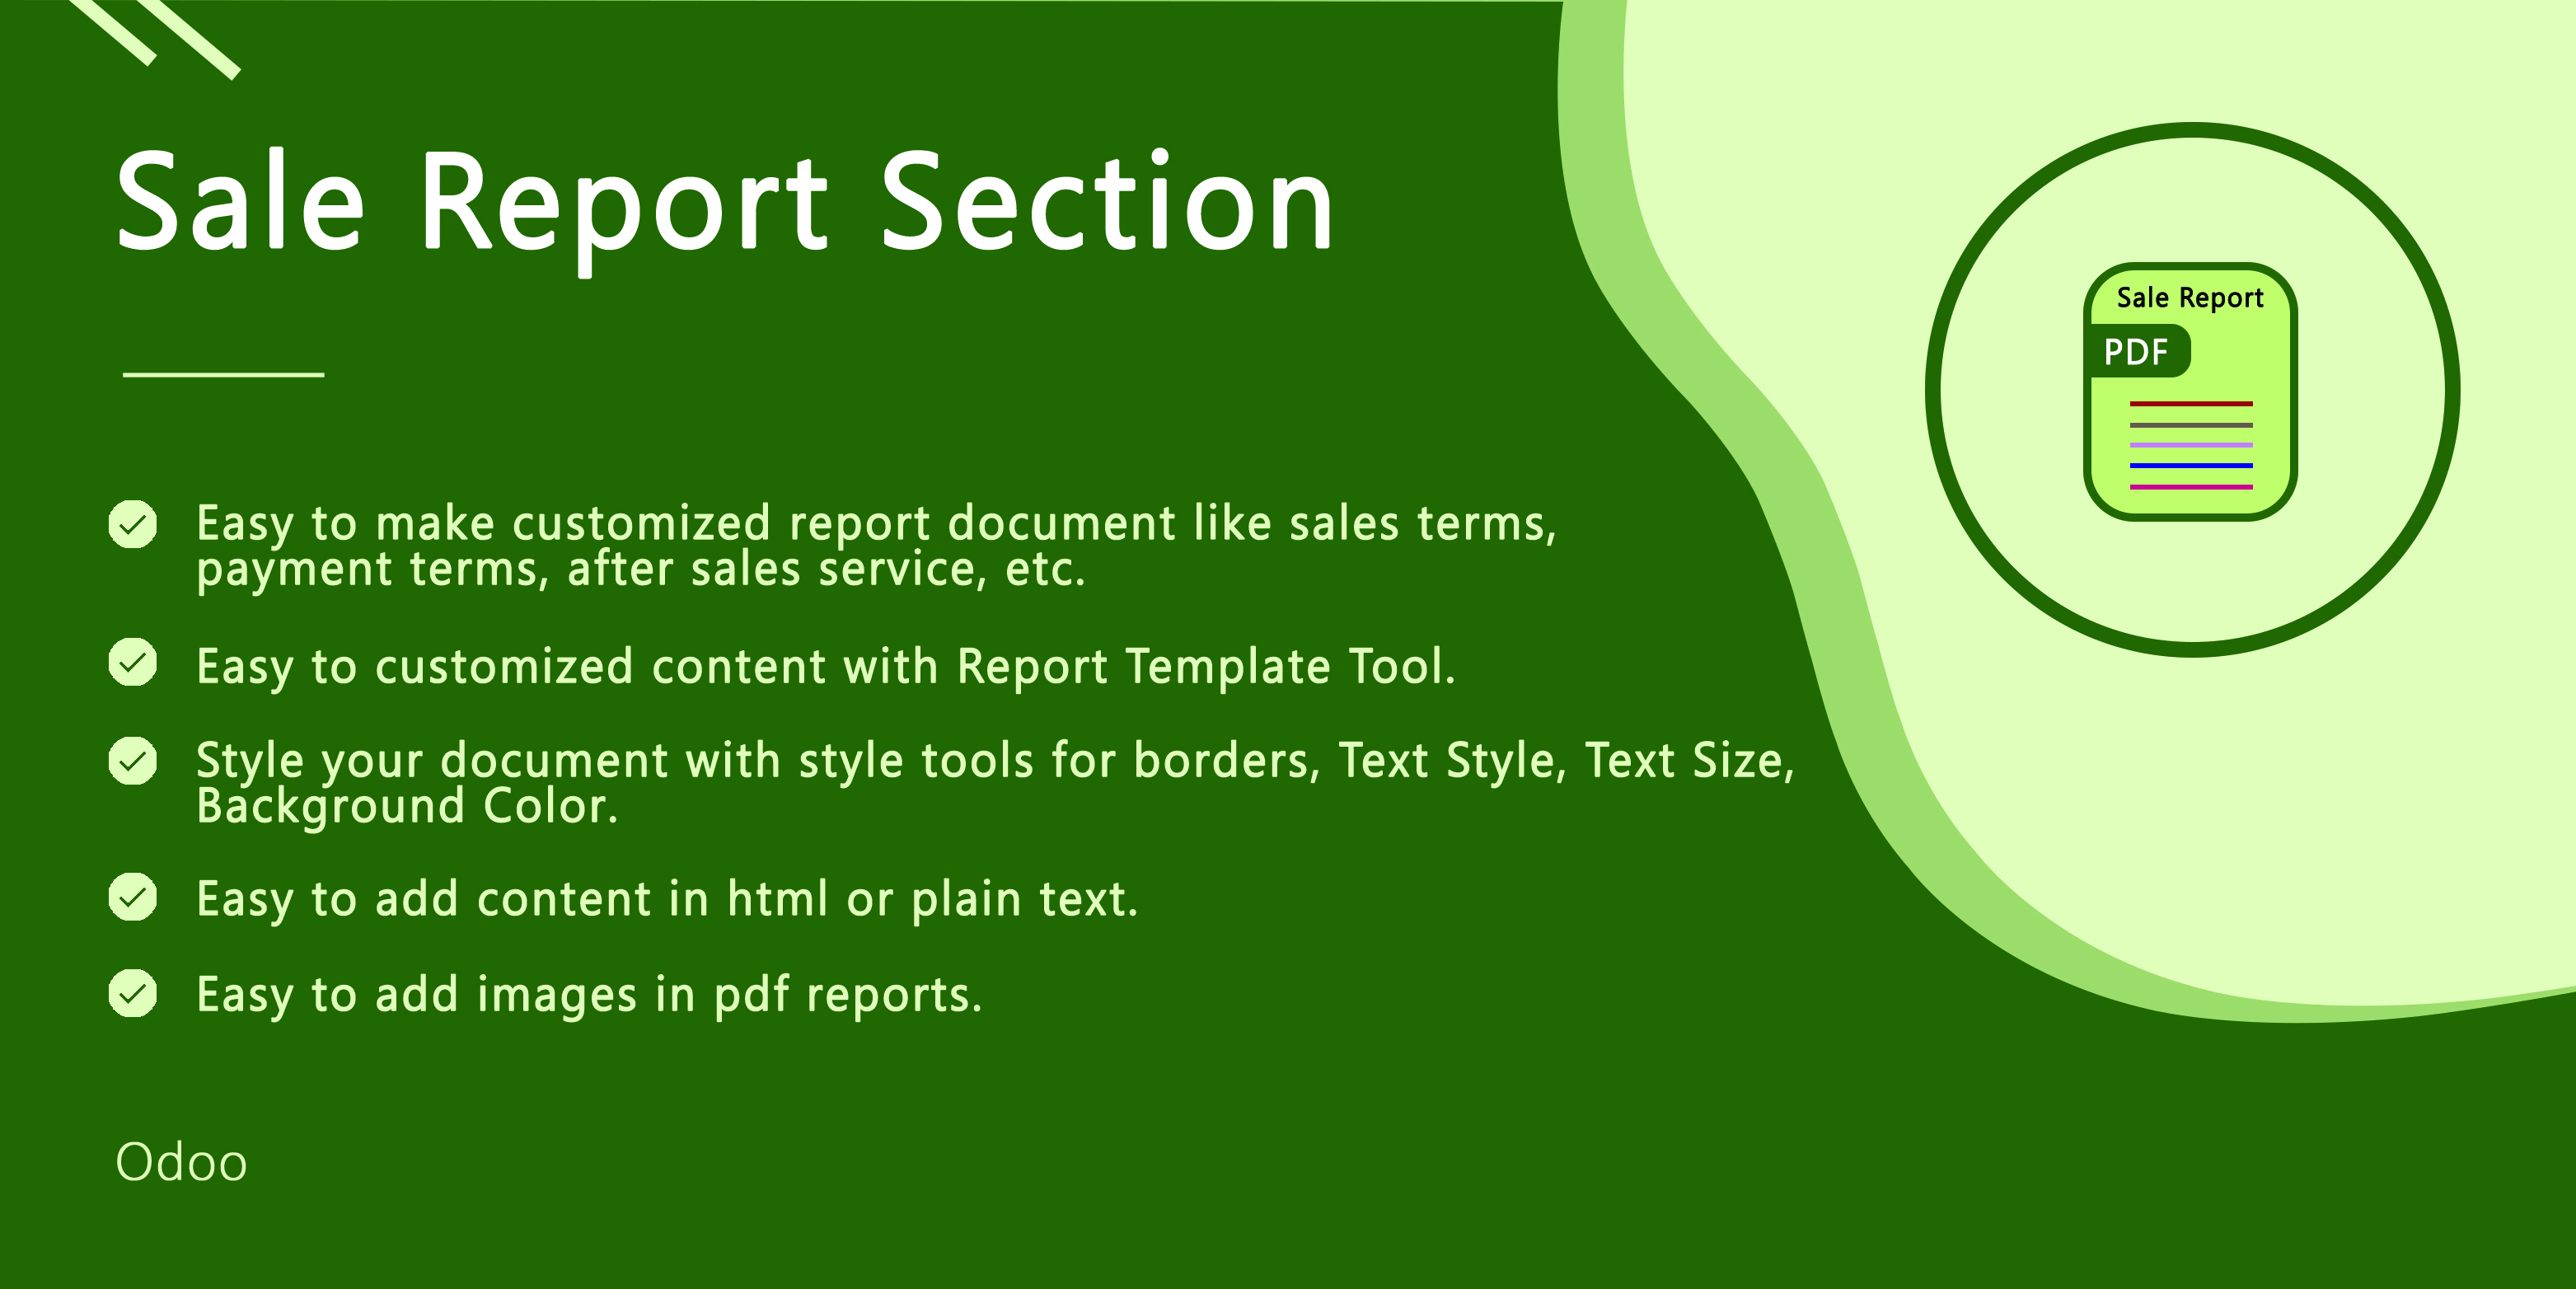 Sale Report Section
Sale Report
PDF
Easy to make customized report document like sales terms,
payment terms, after sales service, etc.
Easy to customized content with Report Template Tool.
Style your document with style tools for borders, Text Style, Text Size,
Background Color.
Easy to add content in html or plain text.
Easy to add images in pdf reports.
Odoo